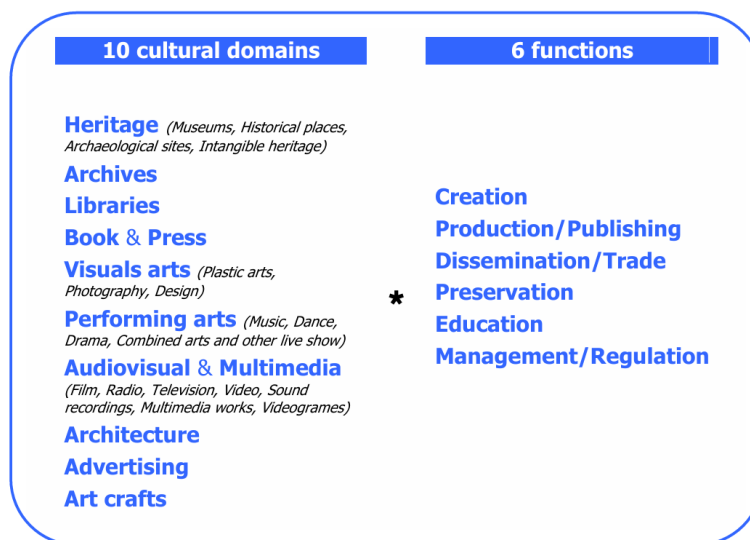 10 cultural domains
6 functions
Heritage (Museums, Historical places,
Archaeological sites, Intangible heritage)
Archives
Libraries
Book & Press
Visuals arts (Plastic arts,
Photography, Design)
Performing arts (Music, Dance,
Drama, Combined arts and other live show)
Audiovisual & Multimedia
(Film, Radio, Television, Video, Sound
recordings, Multimedia works, Videogrames)
Architecture
Advertising
Art crafts
*
Creation
Production/Publishing
Dissemination/Trade
Preservation
Education
Management/Regulation